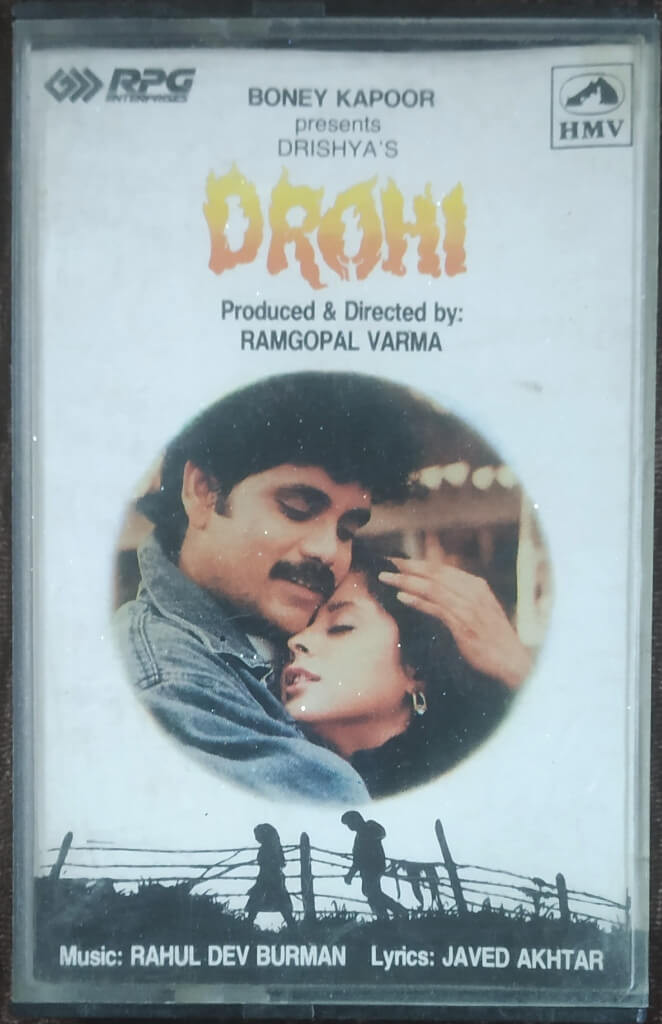 RPG
ENTERPRISES
BONEY KAPOOR
presents
DRISHYA'S
HMV
DROHI
Produced & Directed by:
RAMGOPAL VARMA
Music: RAHUL DEV BURMAN Lyrics: JAVED AKHTAR